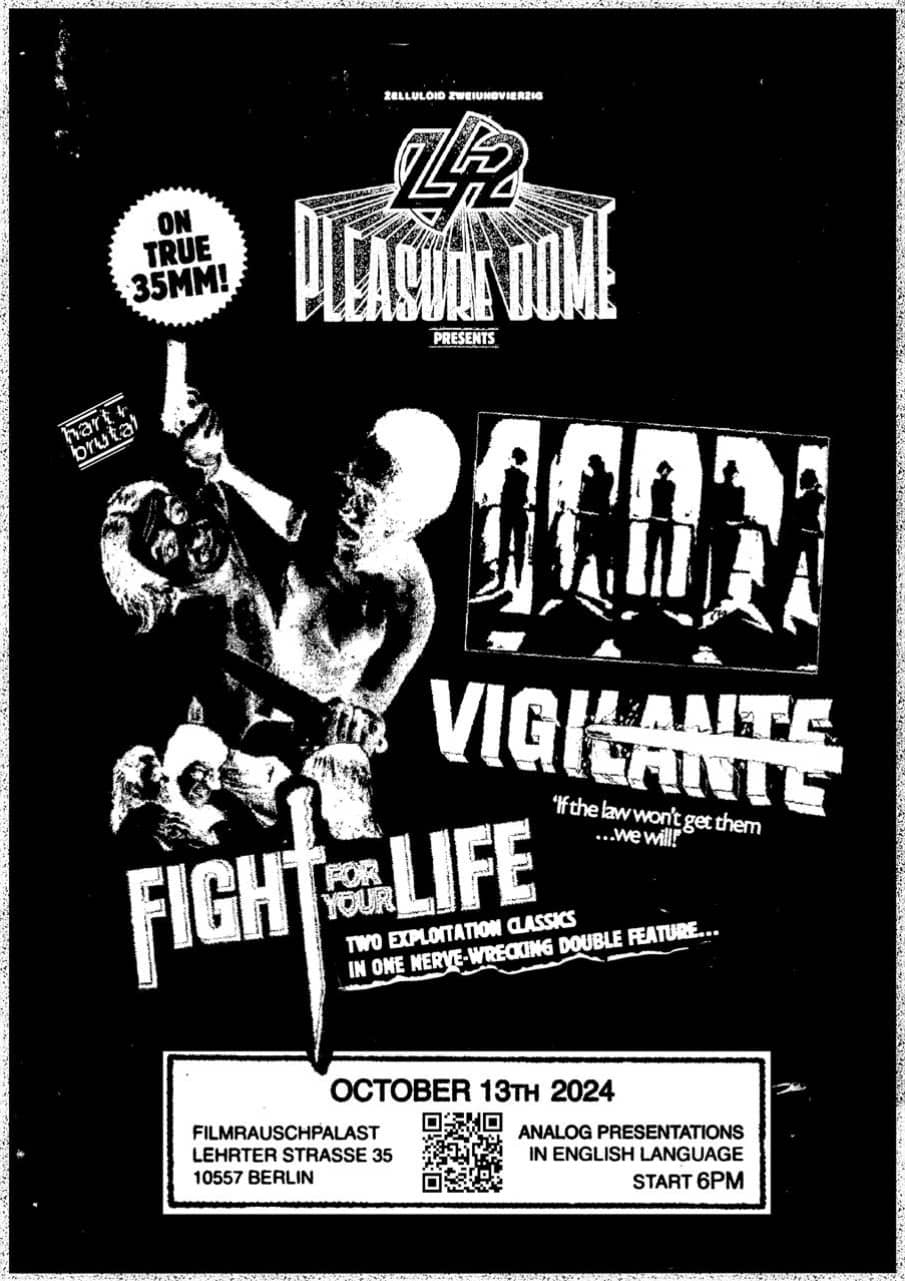 ZELLULOID ZWEIUNDVIERZIG
Z42
PLEASURE DOME
PRESENTS
ON
TRUE
35MM!
hart &
brutal
VIGILANTE
'If the law won't get them
...we will!'
FIGHT FOR YOUR LIFE
TWO EXPLOITATION CLASSICS
IN ONE NERVE-WRECKING DOUBLE FEATURE...
OCTOBER 13TH 2024
FILMRAUSCHPALAST
LEHRTER STRASSE 35
10557 BERLIN
ANALOG PRESENTATIONS
IN ENGLISH LANGUAGE
START 6PM